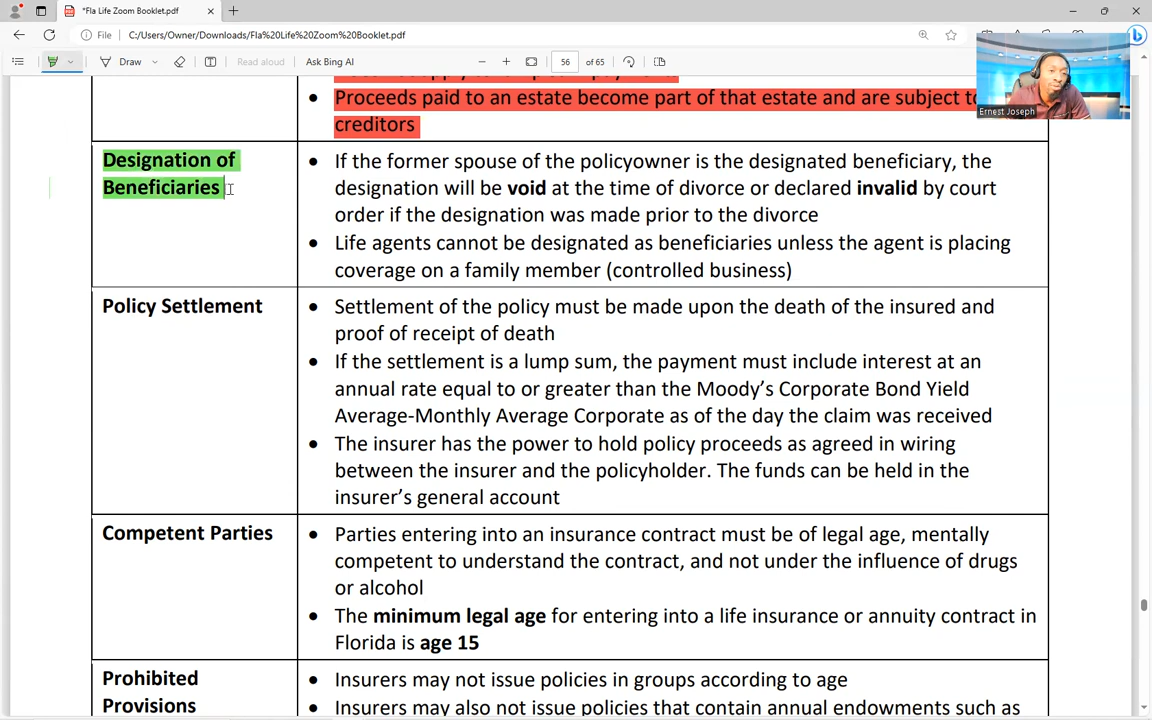 *Fla Life Zoom Booklet.pdf
File
C:/Users/Owner/Downloads/Fla%20Life%20Zoom%20Booklet.pdf
Draw
Read aloud
Ask Bing AI
56
of 65
Ernest Joseph
• Proceeds paid to an estate become part of that estate and are subject to
creditors
Designation of
Beneficiaries
• If the former spouse of the policyowner is the designated beneficiary, the
designation will be void at the time of divorce or declared invalid by court
order if the designation was made prior to the divorce
• Life agents cannot be designated as beneficiaries unless the agent is placing
coverage on a family member (controlled business)
Policy Settlement
• Settlement of the policy must be made upon the death of the insured and
proof of receipt of death
• If the settlement is a lump sum, the payment must include interest at an
annual rate equal to or greater than the Moody's Corporate Bond Yield
Average-Monthly Average Corporate as of the day the claim was received
• The insurer has the power to hold policy proceeds as agreed in wiring
between the insurer and the policyholder. The funds can be held in the
insurer's general account
Competent Parties
• Parties entering into an insurance contract must be of legal age, mentally
competent to understand the contract, and not under the influence of drugs
or alcohol
• The minimum legal age for entering into a life insurance or annuity contract in
Florida is age 15
Prohibited
Provisions
• Insurers may not issue policies in groups according to age
• Insurers may also not issue policies that contain annual endowments such as